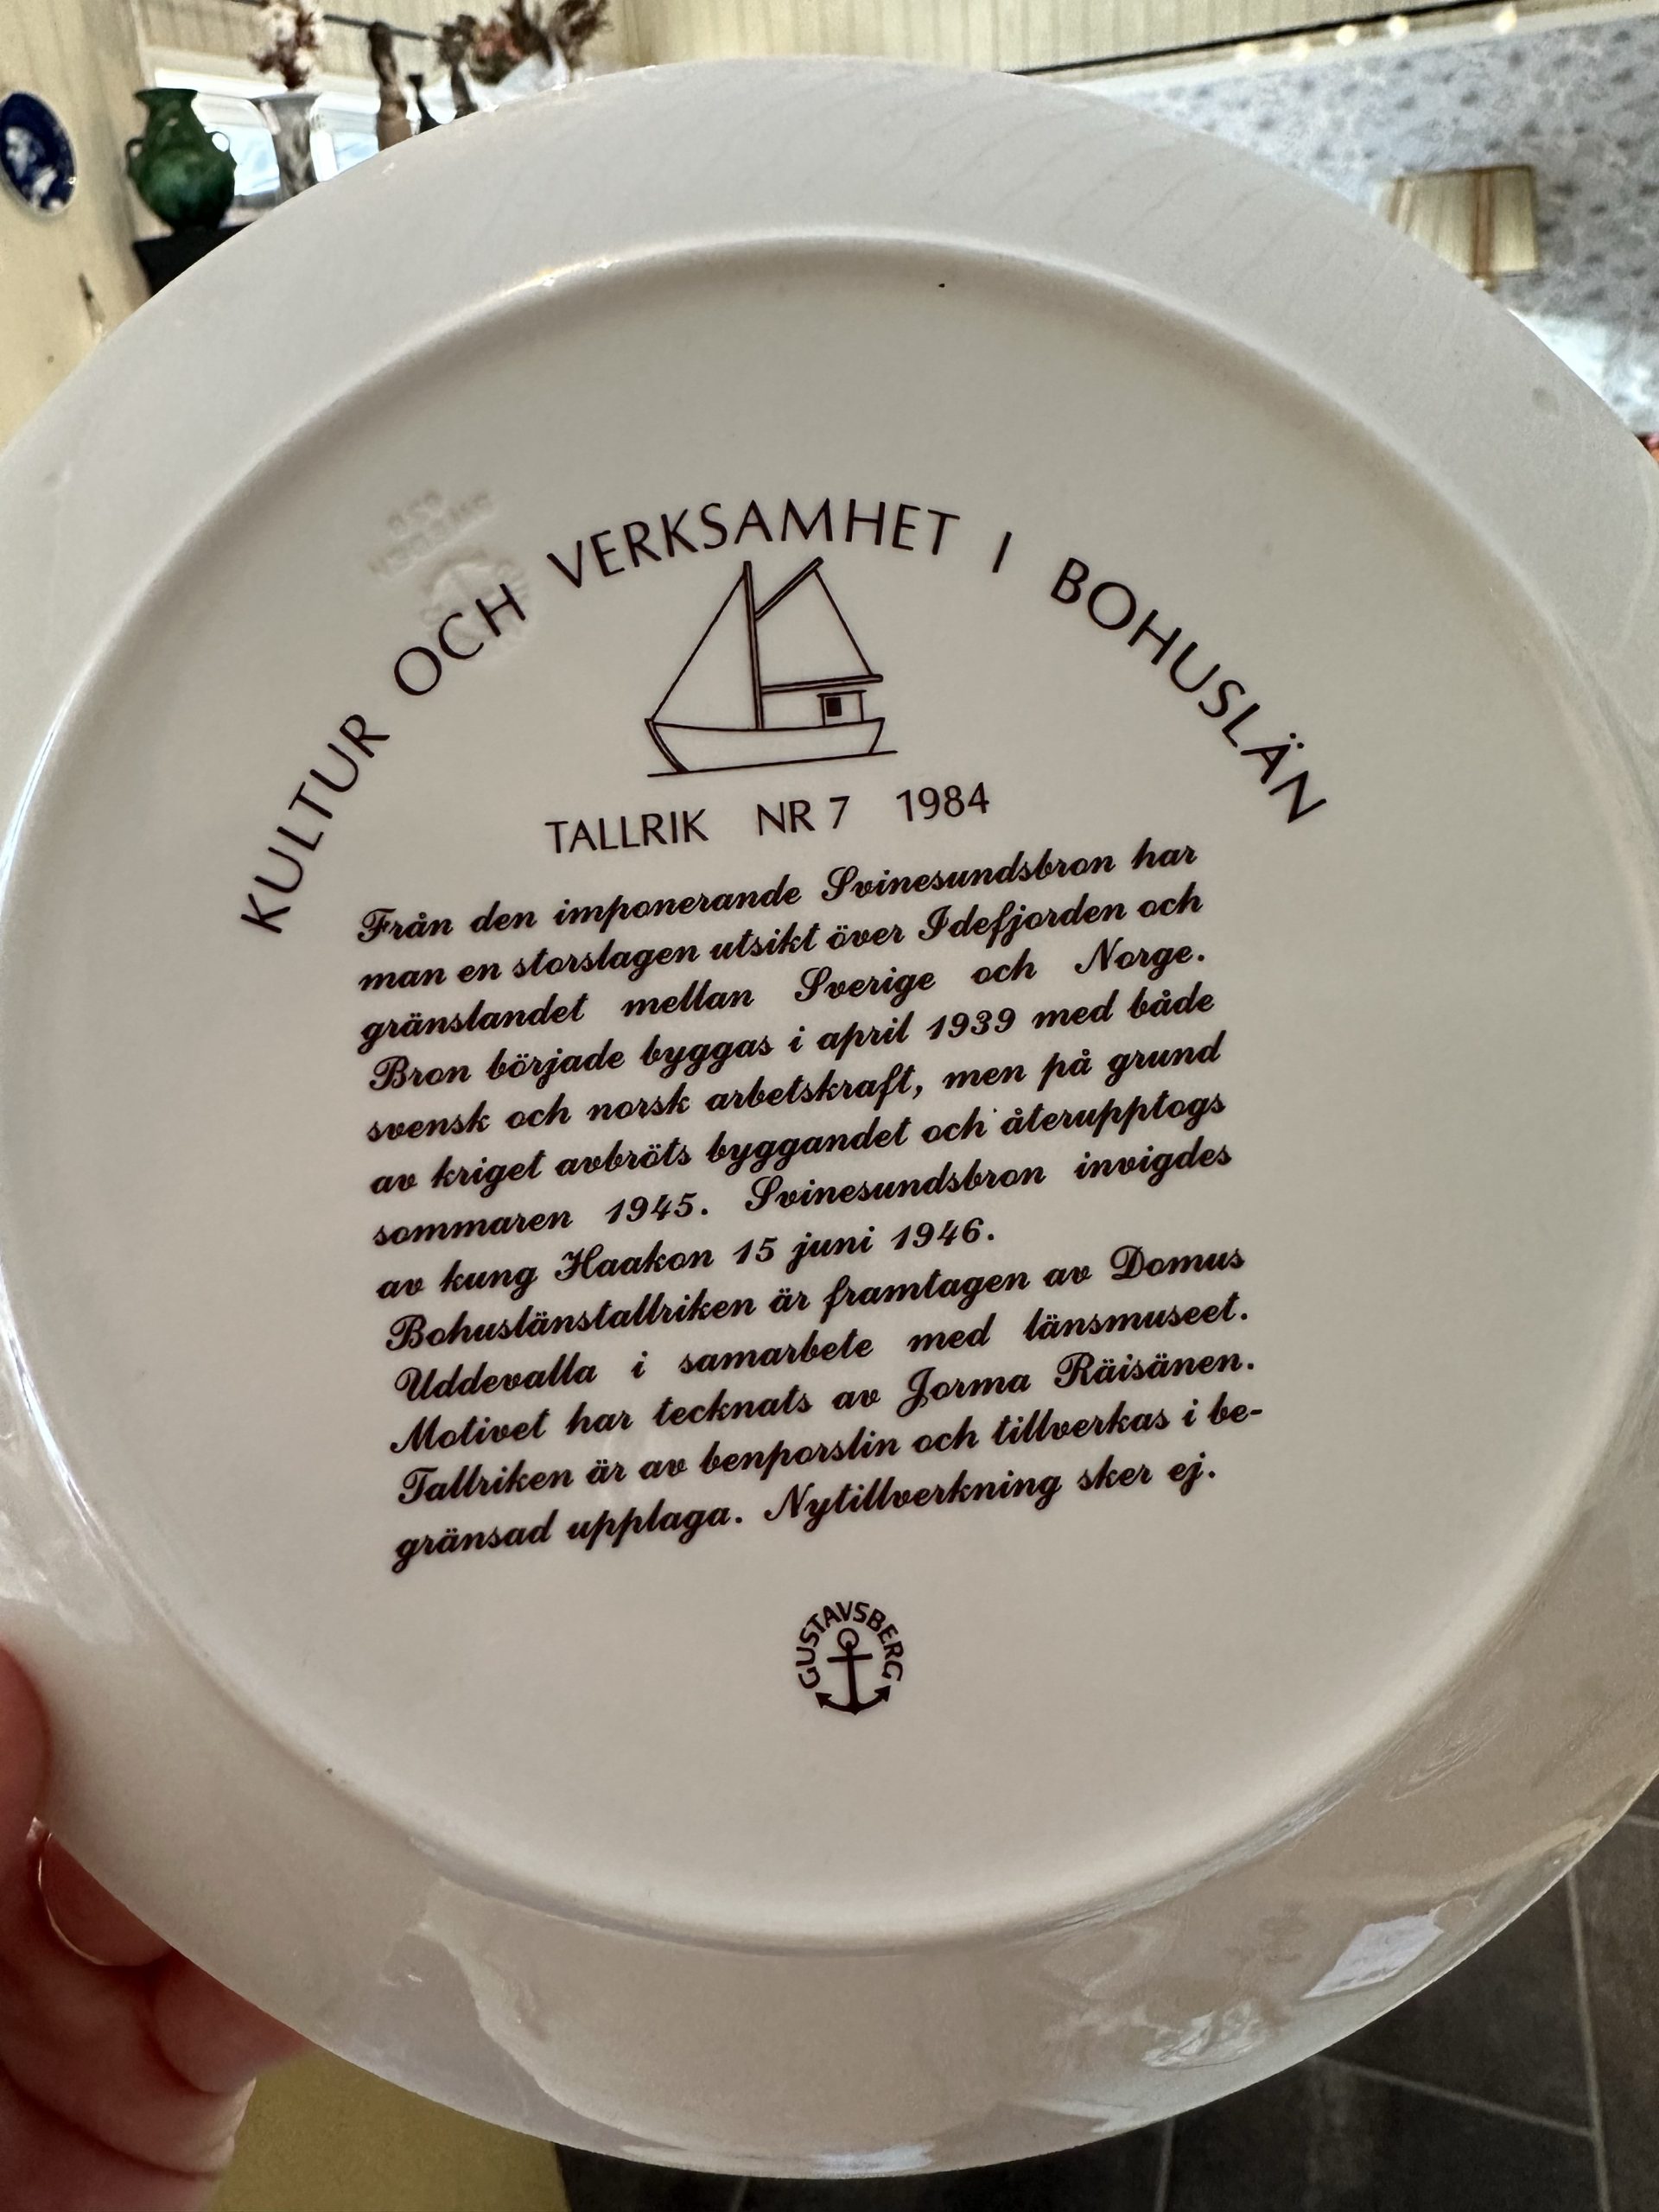 KULTUR OCH VERKSAMHET I BOHUSLÄN
TALLRIK NR 7 1984
Från den imponerande Svinesundsbron har
man en storslagen utsikt över Idefjorden och
gränslandet mellan Sverige och Norge.
Bron började byggas i april 1939 med både
svensk och norsk arbetskraft, men på grund
av kriget avbröts byggandet och återupptogs
sommaren 1945. Svinesundsbron invigdes
av kung Haakon 15 juni 1946.
Bohuslänstallriken är framtagen av Domus
Uddevalla i samarbete med länsmuseet.
Motivet har tecknats av Jorma Räisänen.
Tallriken är av benporslin och tillverkas i be-
gränsad upplaga. Nytillverkning sker ej.
GUSTAVSBERG